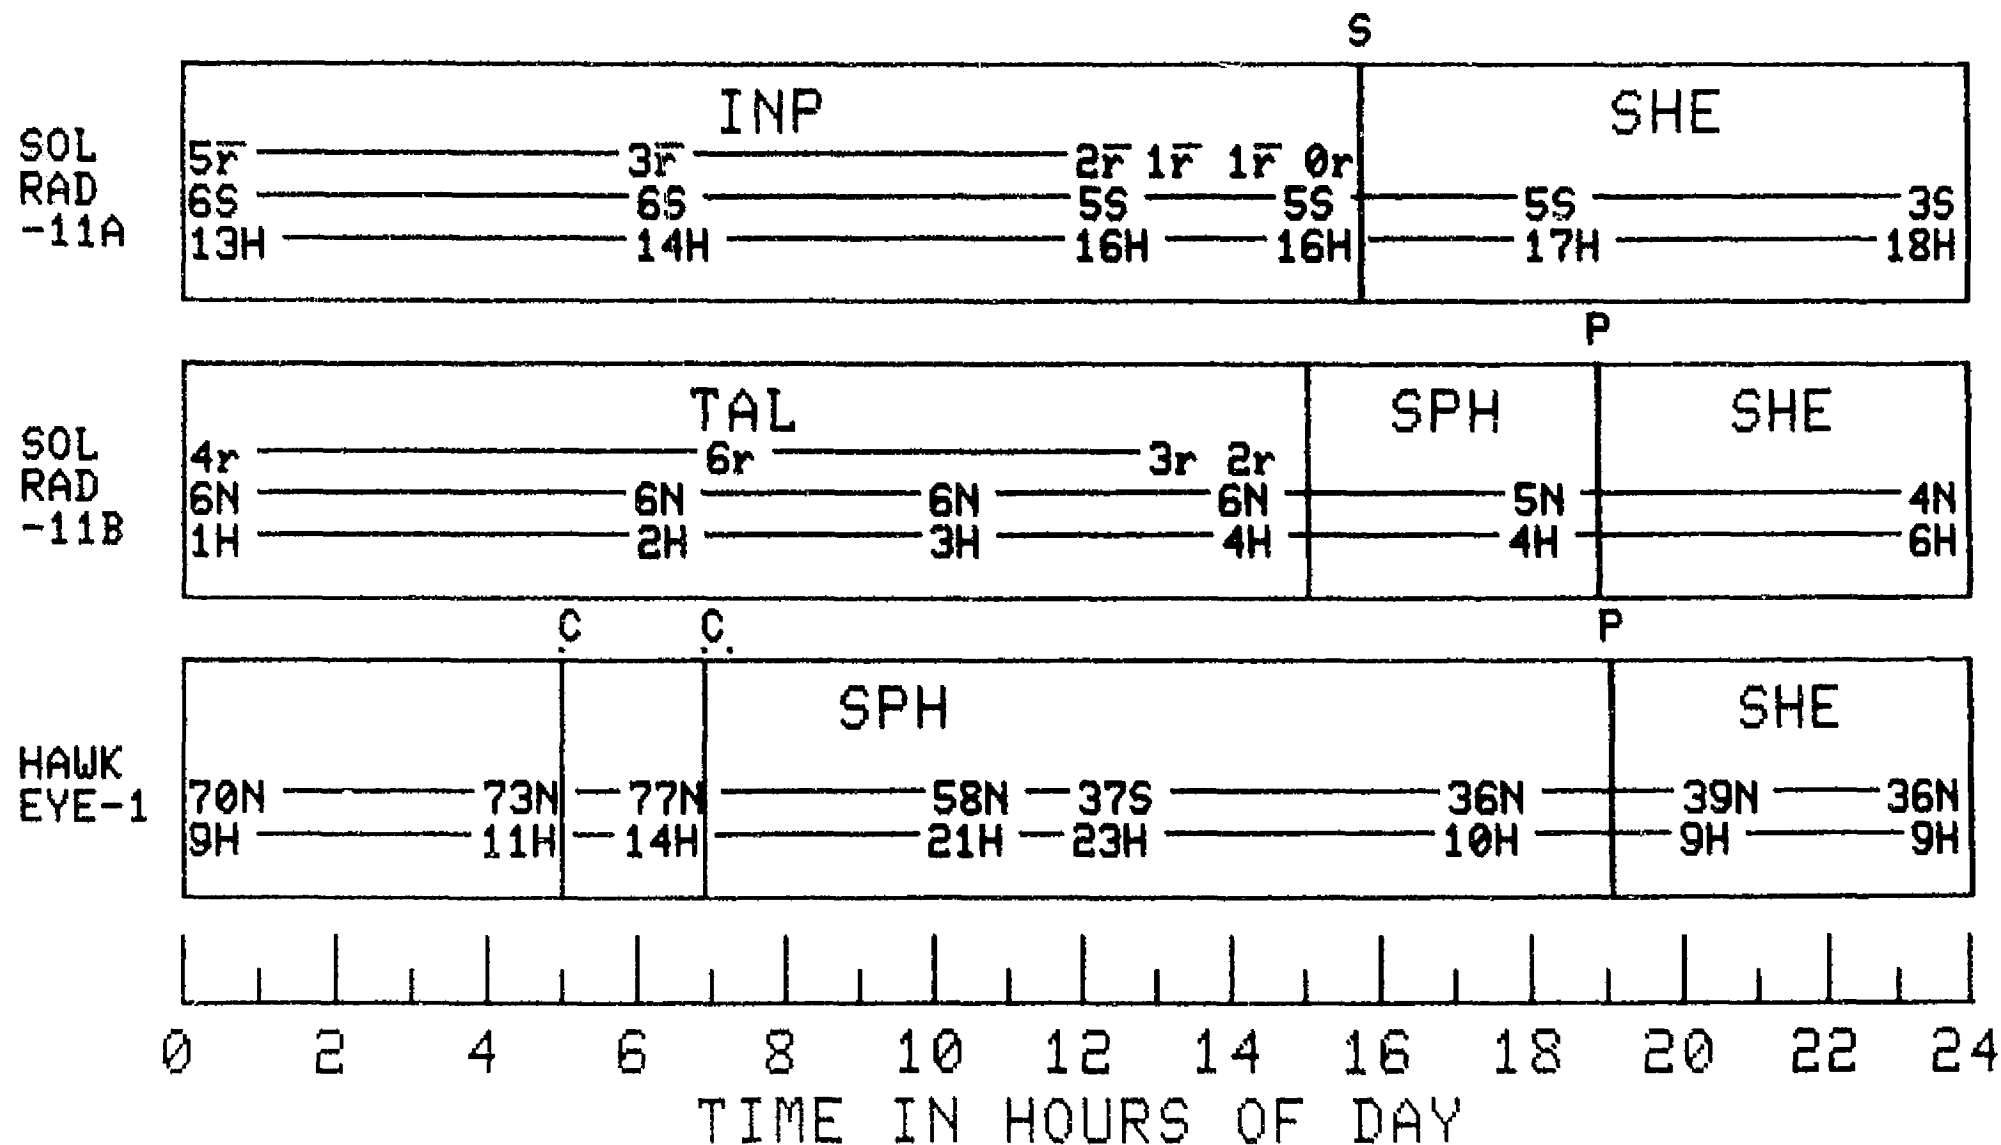 S
INP SHE
SOL 5r̅ 3r̅ 2r̅ 1r̅ 1r̅ 0r
RAD 6S 6S 5S 5S 5S 3S
-11A 13H 14H 16H 16H 17H 18H
P
TAL SPH SHE
SOL 4r 6r 3r 2r
RAD 6N 6N 6N 6N 5N 4N
-11B 1H 2H 3H 4H 4H 6H
C C P
SPH SHE
HAWK 70N 73N 77N 58N 37S 36N 39N 36N
EYE-1 9H 11H 14H 21H 23H 10H 9H 9H
0 2 4 6 8 10 12 14 16 18 20 22 24
TIME IN HOURS OF DAY